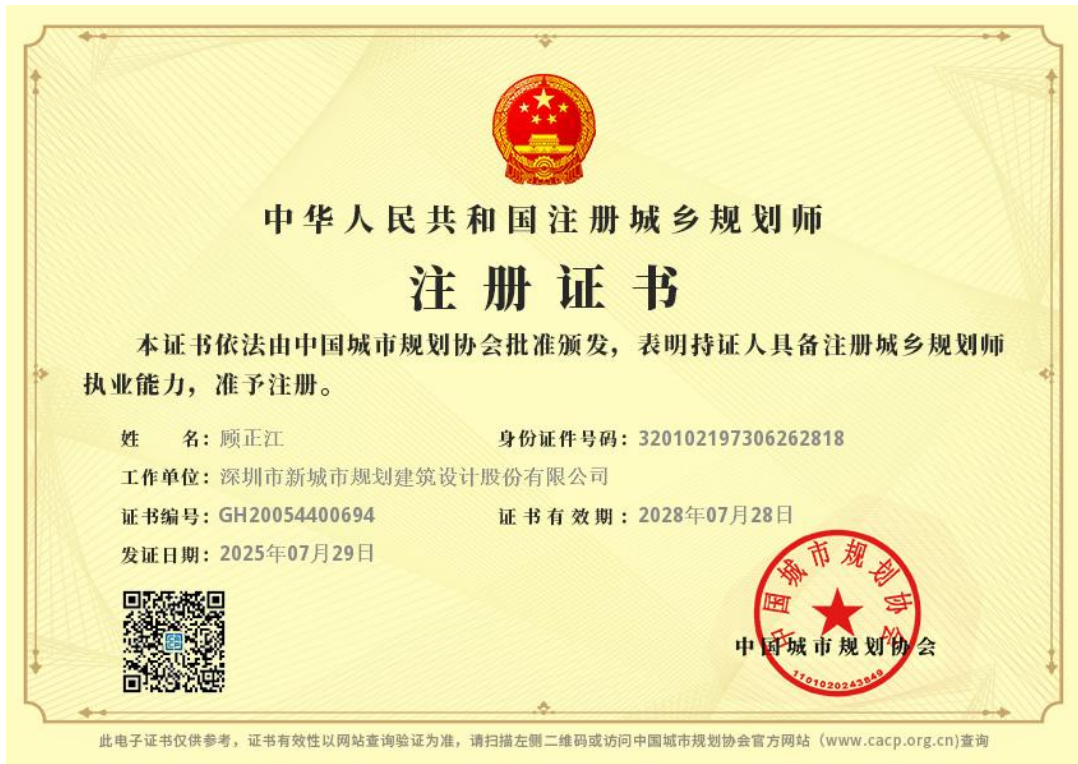 中华人民共和国注册城乡规划师
注册证书
本证书依法由中国城市规划协会批准颁发，表明持证人具备注册城乡规划师
执业能力，准予注册。
姓 名：顾正江 身份证件号码：320102197306262818
工作单位：深圳市新城市规划建筑设计股份有限公司
证书编号：GH20054400694 证书有效期：2028年07月28日
发证日期：2025年07月29日
中国城市规划协会
中国城市规划协会
1101020243849
此电子证书仅供参考，证书有效性以网站查询验证为准，请扫描左侧二维码或访问中国城市规划协会官方网站（www.cacp.org.cn)查询